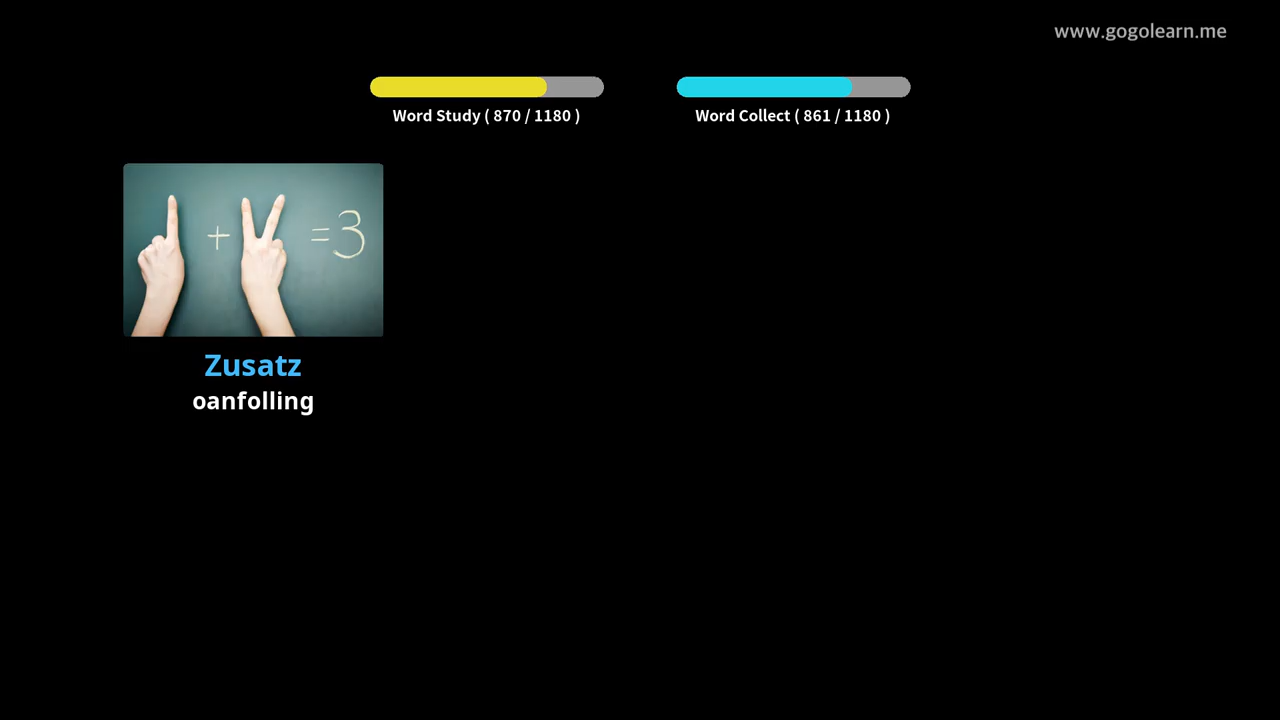 www.gogolearn.me
Word Study ( 870 / 1180 )
Word Collect ( 861 / 1180 )
+ =3
Zusatz
oanfolling